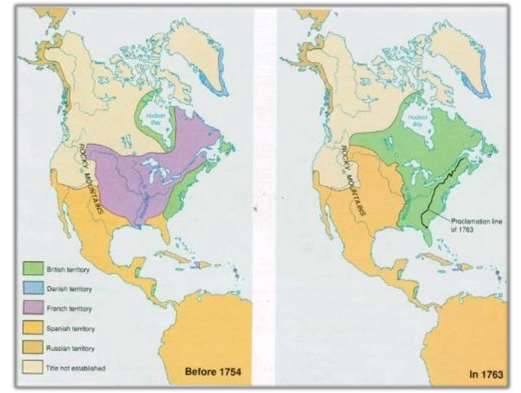 Hudson
Bay
ROCKY MOUNTAINS
British territory
Danish territory
French territory
Spanish territory
Russian territory
Title not established
Before 1754
Hudson
Bay
ROCKY MOUNTAINS
Proclamation line
of 1763
In 1763